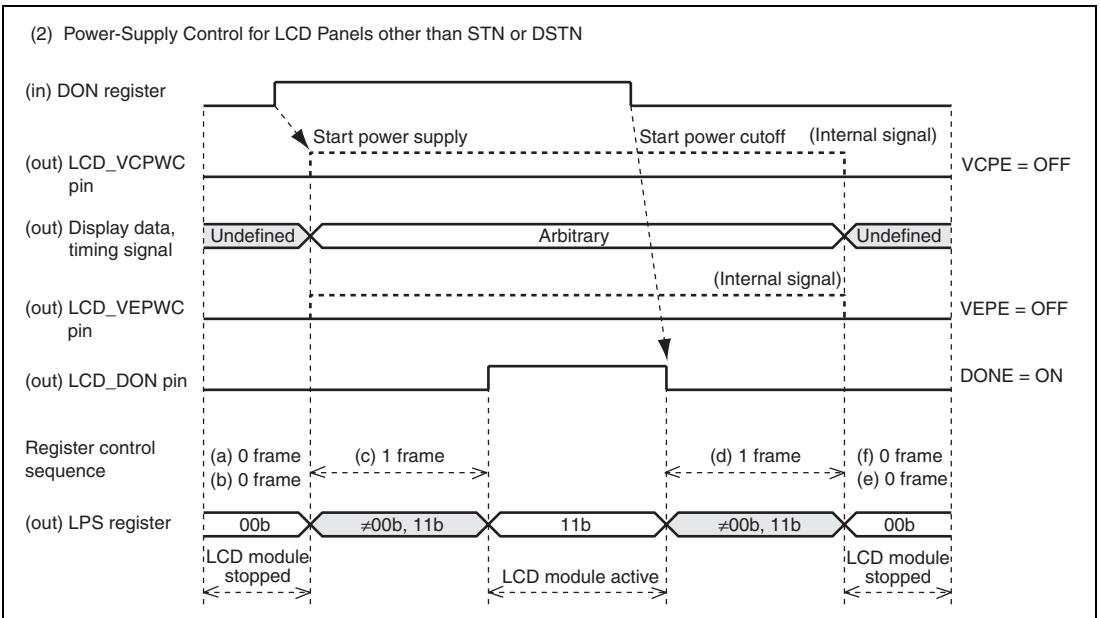 (2) Power-Supply Control for LCD Panels other than STN or DSTN
(in) DON register
Start power supply
Start power cutoff
(Internal signal)
(out) LCD_VCPWC
pin
VCPE = OFF
(out) Display data,
timing signal
Undefined
Arbitrary
Undefined
(Internal signal)
(out) LCD_VEPWC
pin
VEPE = OFF
(out) LCD_DON pin
DONE = ON
Register control
sequence
(a) 0 frame
(b) 0 frame
(c) 1 frame
(d) 1 frame
(f) 0 frame
(e) 0 frame
(out) LPS register
00b
≠00b, 11b
11b
≠00b, 11b
00b
LCD module
stopped
LCD module active
LCD module
stopped